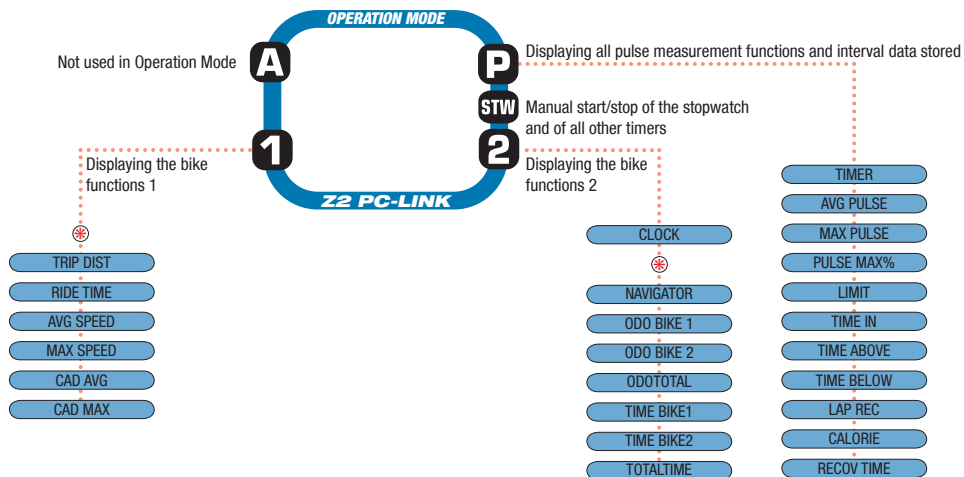 OPERATION MODE
Not used in Operation Mode
A
P
Displaying all pulse measurement functions and interval data stored
STW
Manual start/stop of the stopwatch
and of all other timers
1
2
Displaying the bike
functions 1
Displaying the bike
functions 2
Z2 PC-LINK
TRIP DIST
RIDE TIME
AVG SPEED
MAX SPEED
CAD AVG
CAD MAX
CLOCK
NAVIGATOR
ODO BIKE 1
ODO BIKE 2
ODOTOTAL
TIME BIKE1
TIME BIKE2
TOTALTIME
TIMER
AVG PULSE
MAX PULSE
PULSE MAX%
LIMIT
TIME IN
TIME ABOVE
TIME BELOW
LAP REC
CALORIE
RECOV TIME